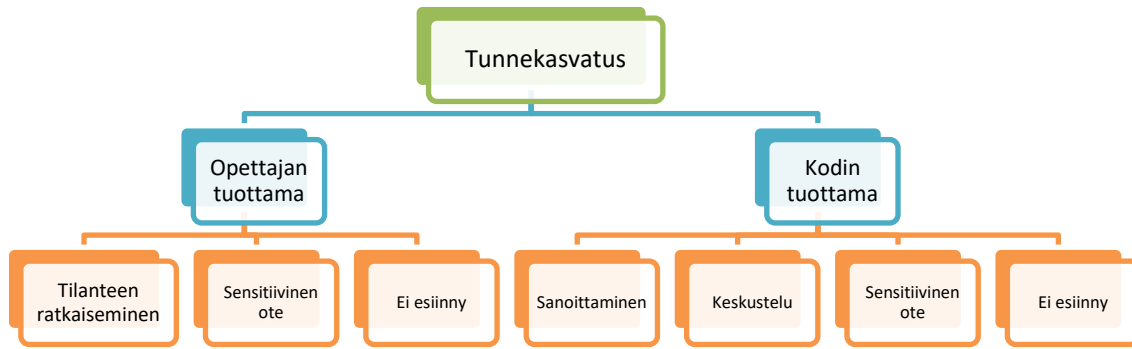 Tunnekasvatus
Opettajan
tuottama
Kodin
tuottama
Tilanteen
ratkaiseminen
Sensitiivinen
ote
Ei esiinny
Sanoittaminen
Keskustelu
Sensitiivinen
ote
Ei esiinny